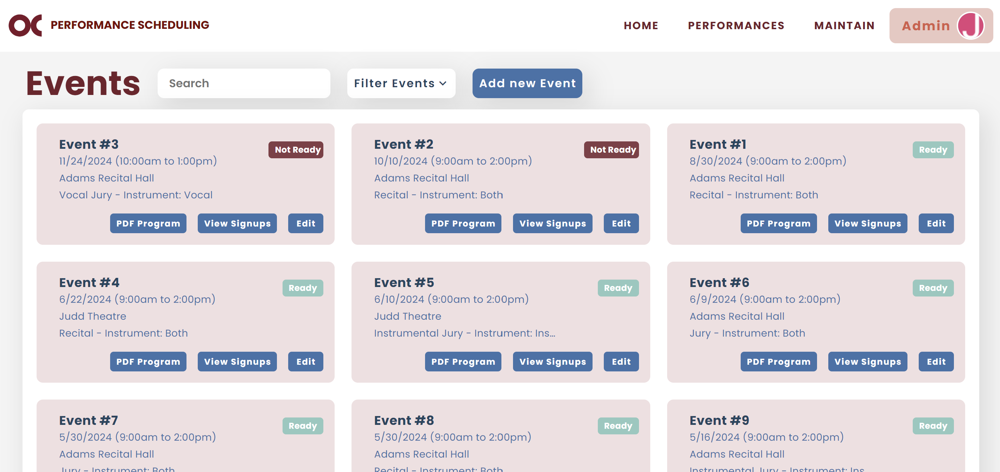 OC PERFORMANCE SCHEDULING
HOME
PERFORMANCES
MAINTAIN
Admin
J
Events
Search
Filter Events
Add new Event
Event #3
Not Ready
11/24/2024 (10:00am to 1:00pm)
Adams Recital Hall
Vocal Jury - Instrument: Vocal
PDF Program
View Signups
Edit
Event #2
Not Ready
10/10/2024 (9:00am to 2:00pm)
Adams Recital Hall
Recital - Instrument: Both
PDF Program
View Signups
Edit
Event #1
Ready
8/30/2024 (9:00am to 2:00pm)
Adams Recital Hall
Recital - Instrument: Both
PDF Program
View Signups
Edit
Event #4
Ready
6/22/2024 (9:00am to 2:00pm)
Judd Theatre
Recital - Instrument: Both
PDF Program
View Signups
Edit
Event #5
Ready
6/10/2024 (9:00am to 2:00pm)
Judd Theatre
Instrumental Jury - Instrument: Ins...
PDF Program
View Signups
Edit
Event #6
Ready
6/9/2024 (9:00am to 2:00pm)
Adams Recital Hall
Jury - Instrument: Both
PDF Program
View Signups
Edit
Event #7
Ready
5/30/2024 (9:00am to 2:00pm)
Adams Recital Hall
Jury - Instrument: Both
Event #8
Ready
5/30/2024 (9:00am to 2:00pm)
Adams Recital Hall
Recital - Instrument: Both
Event #9
Ready
5/16/2024 (9:00am to 2:00pm)
Adams Recital Hall
Instrumental Jury - Instrument: Ins